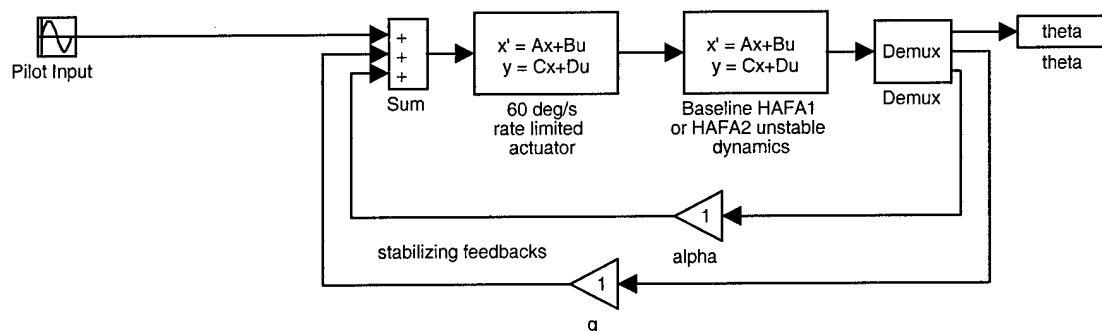 Pilot Input
+
+
+
Sum
x' = Ax+Bu
y = Cx+Du
60 deg/s
rate limited
actuator
x' = Ax+Bu
y = Cx+Du
Baseline HAFA1
or HAFA2 unstable
dynamics
Demux
Demux
theta
theta
1
alpha
stabilizing feedbacks
1
q